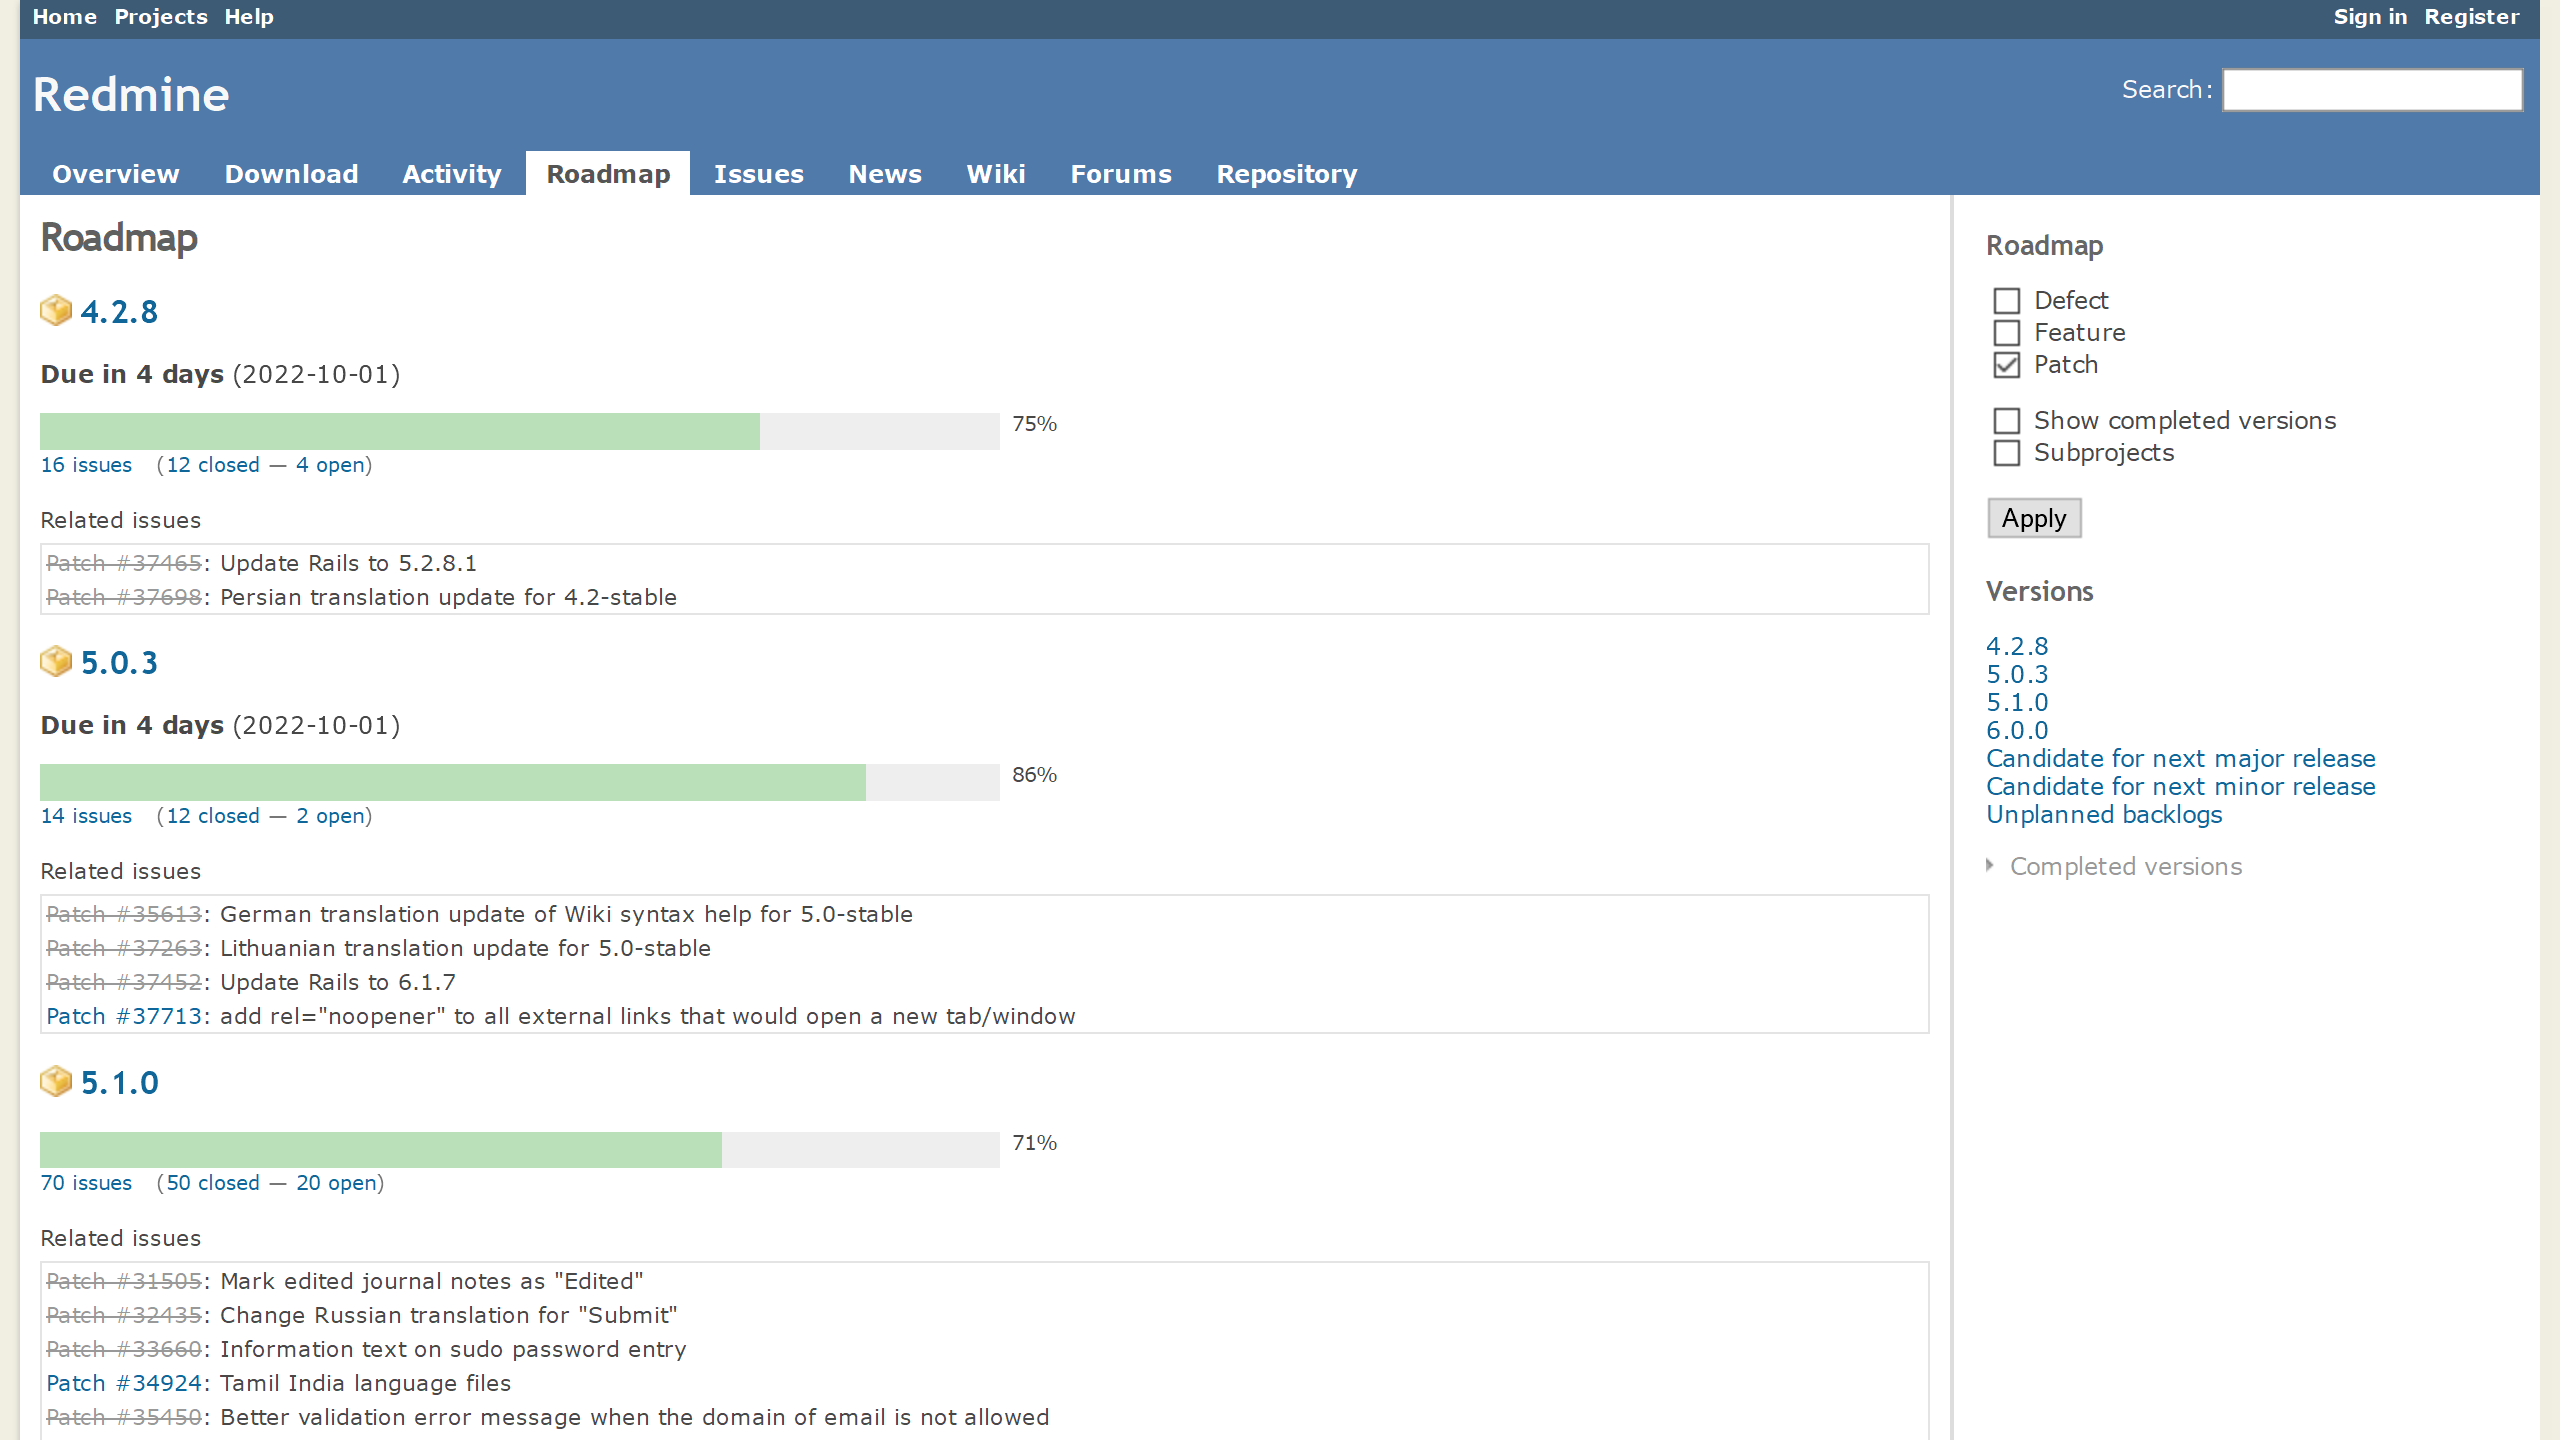 Home Projects Help
Sign in Register
Redmine
Search:
Overview Download Activity Roadmap Issues News Wiki Forums Repository
Roadmap
4.2.8
Due in 4 days (2022-10-01)
75%
16 issues (12 closed — 4 open)
Related issues
Patch #37465: Update Rails to 5.2.8.1
Patch #37698: Persian translation update for 4.2-stable
5.0.3
Due in 4 days (2022-10-01)
86%
14 issues (12 closed — 2 open)
Related issues
Patch #35613: German translation update of Wiki syntax help for 5.0-stable
Patch #37263: Lithuanian translation update for 5.0-stable
Patch #37452: Update Rails to 6.1.7
Patch #37713: add rel="noopener" to all external links that would open a new tab/window
5.1.0
71%
70 issues (50 closed — 20 open)
Related issues
Patch #31505: Mark edited journal notes as "Edited"
Patch #32435: Change Russian translation for "Submit"
Patch #33660: Information text on sudo password entry
Patch #34924: Tamil India language files
Patch #35450: Better validation error message when the domain of email is not allowed
Roadmap
Defect
Feature
Patch
Show completed versions
Subprojects
Apply
Versions
4.2.8
5.0.3
5.1.0
6.0.0
Candidate for next major release
Candidate for next minor release
Unplanned backlogs
Completed versions